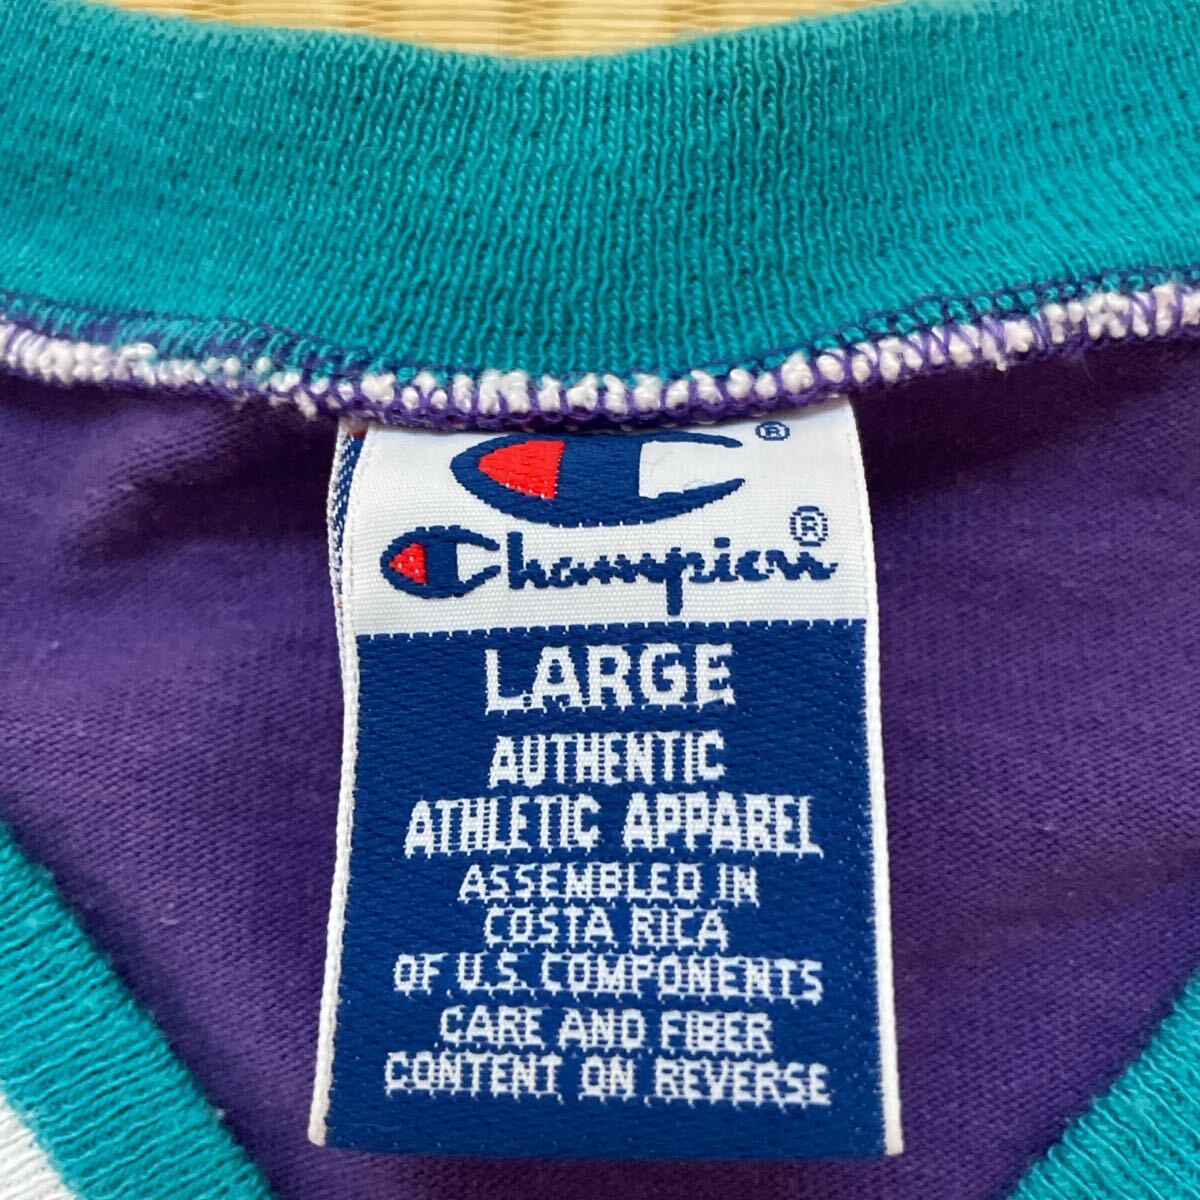 ®
Champion®
LARGE
AUTHENTIC
ATHLETIC APPAREL
ASSEMBLED IN
COSTA RICA
OF U.S. COMPONENTS
CARE AND FIBER
CONTENT ON REVERSE